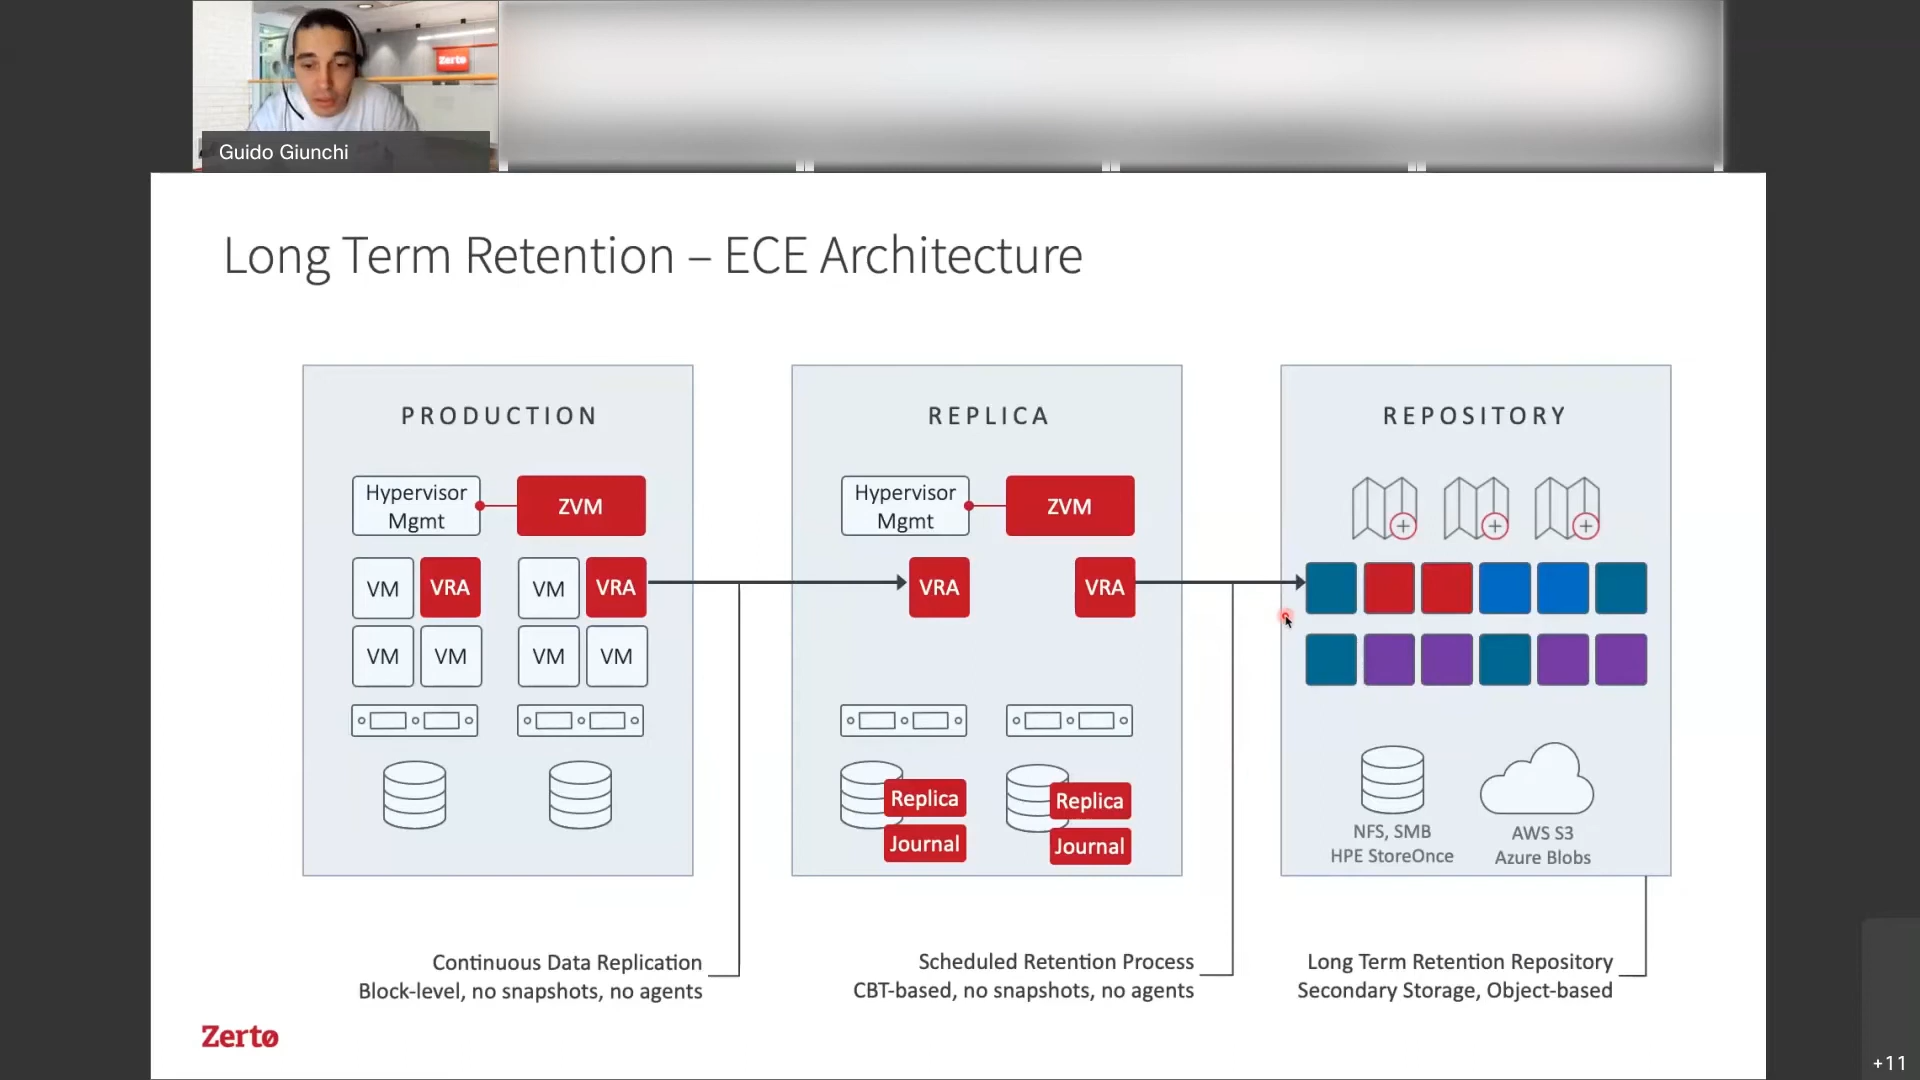 Zerto
Guido Giunchi
Long Term Retention – ECE Architecture
PRODUCTION
Hypervisor
Mgmt
ZVM
VM
VRA
VM
VRA
VM
VM
VM
VM
REPLICA
Hypervisor
Mgmt
ZVM
VRA
VRA
Replica
Journal
Replica
Journal
REPOSITORY
NFS, SMB
HPE StoreOnce
AWS S3
Azure Blobs
Continuous Data Replication
Block-level, no snapshots, no agents
Scheduled Retention Process
CBT-based, no snapshots, no agents
Long Term Retention Repository
Secondary Storage, Object-based
Zerto
+11